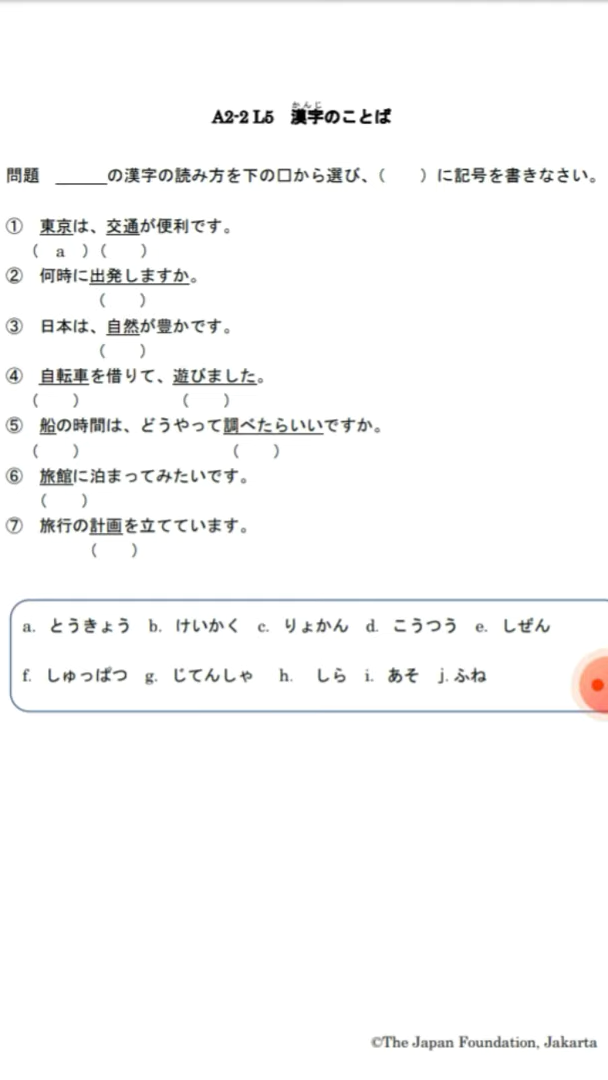 A2-2 L5 漢字のことば
かんじ
問題 ______の漢字の読み方を下の□から選び、( )に記号を書きなさい。
① 東京は、交通が便利です。
( a ) ( )
② 何時に出発しますか。
( )
③ 日本は、自然が豊かです。
( )
④ 自転車を借りて、遊びました。
( ) ( )
⑤ 船の時間は、どうやって調べたらいいですか。
( ) ( )
⑥ 旅館に泊まってみたいです。
( )
⑦ 旅行の計画を立てています。
( )
a. とうきょう b. けいかく c. りょかん d. こうつう e. しぜん
f. しゅっぱつ g. じてんしゃ h. しら i. あそ j. ふね
©The Japan Foundation, Jakarta